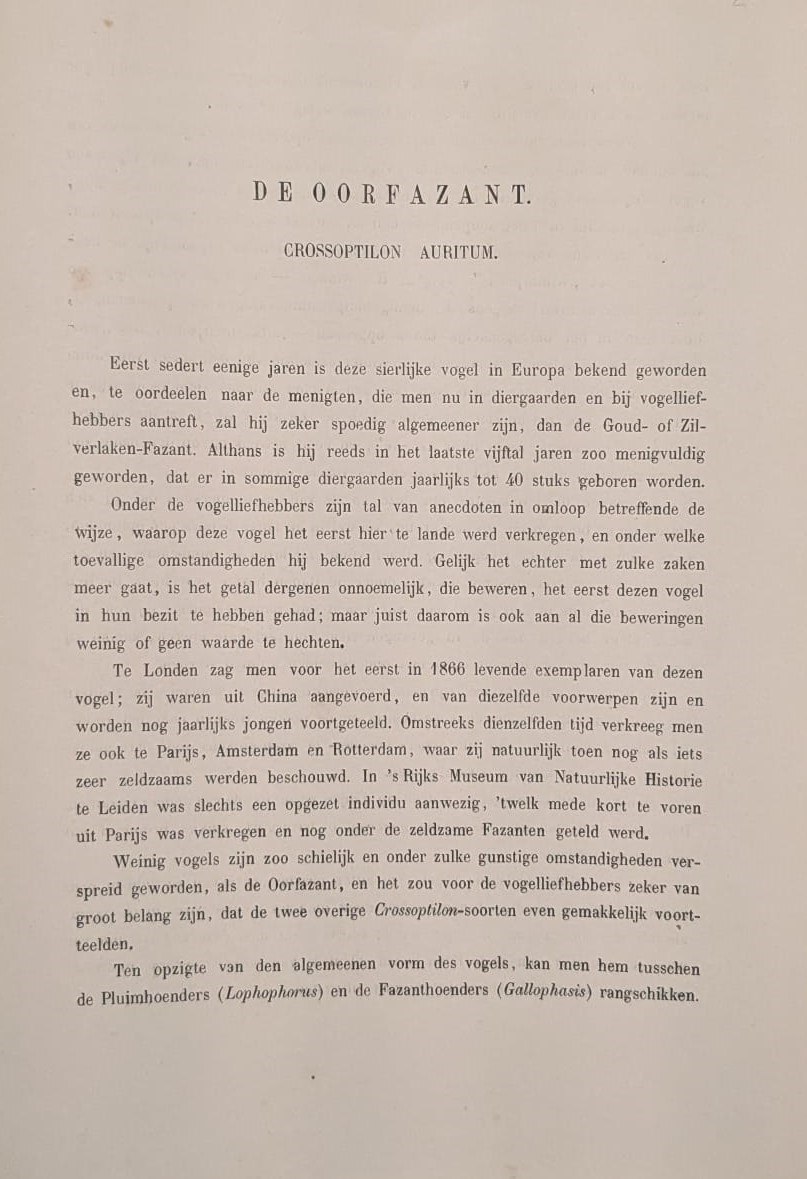 DE OORFAZANT.
CROSSOPTILON AURITUM.
Eerst sedert eenige jaren is deze sierlijke vogel in Europa bekend geworden
en, te oordeelen naar de menigten, die men nu in diergaarden en bij vogellief-
hebbers aantreft, zal hij zeker spoedig algemeener zijn, dan de Goud- of Zil-
verlaken-Fazant. Althans is hij reeds in het laatste vijftal jaren zoo menigvuldig
geworden, dat er in sommige diergaarden jaarlijks tot 40 stuks geboren worden.
Onder de vogelliefhebbers zijn tal van anecdoten in omloop betreffende de
wijze, waarop deze vogel het eerst hier te lande werd verkregen, en onder welke
toevallige omstandigheden hij bekend werd. Gelijk het echter met zulke zaken
meer gaat, is het getal dergenen onnoemelijk, die beweren, het eerst dezen vogel
in hun bezit te hebben gehad; maar juist daarom is ook aan al die beweringen
weinig of geen waarde te hechten.
Te Londen zag men voor het eerst in 1866 levende exemplaren van dezen
vogel; zij waren uit China aangevoerd, en van diezelfde voorwerpen zijn en
worden nog jaarlijks jongen voortgeteeld. Omstreeks dienzelfden tijd verkreeg men
ze ook te Parijs, Amsterdam en Rotterdam, waar zij natuurlijk toen nog als iets
zeer zeldzaams werden beschouwd. In 's Rijks Museum van Natuurlijke Historie
te Leiden was slechts een opgezet individu aanwezig, 'twelk mede kort te voren
uit Parijs was verkregen en nog onder de zeldzame Fazanten geteld werd.
Weinig vogels zijn zoo schielijk en onder zulke gunstige omstandigheden ver-
spreid geworden, als de Oorfazant, en het zou voor de vogelliefhebbers zeker van
groot belang zijn, dat de twee overige Crossoptilon-soorten even gemakkelijk voort-
teelden.
Ten opzigte van den algemeenen vorm des vogels, kan men hem tusschen
de Pluimhoenders (Lophophorus) en de Fazanthoenders (Gallophasis) rangschikken.